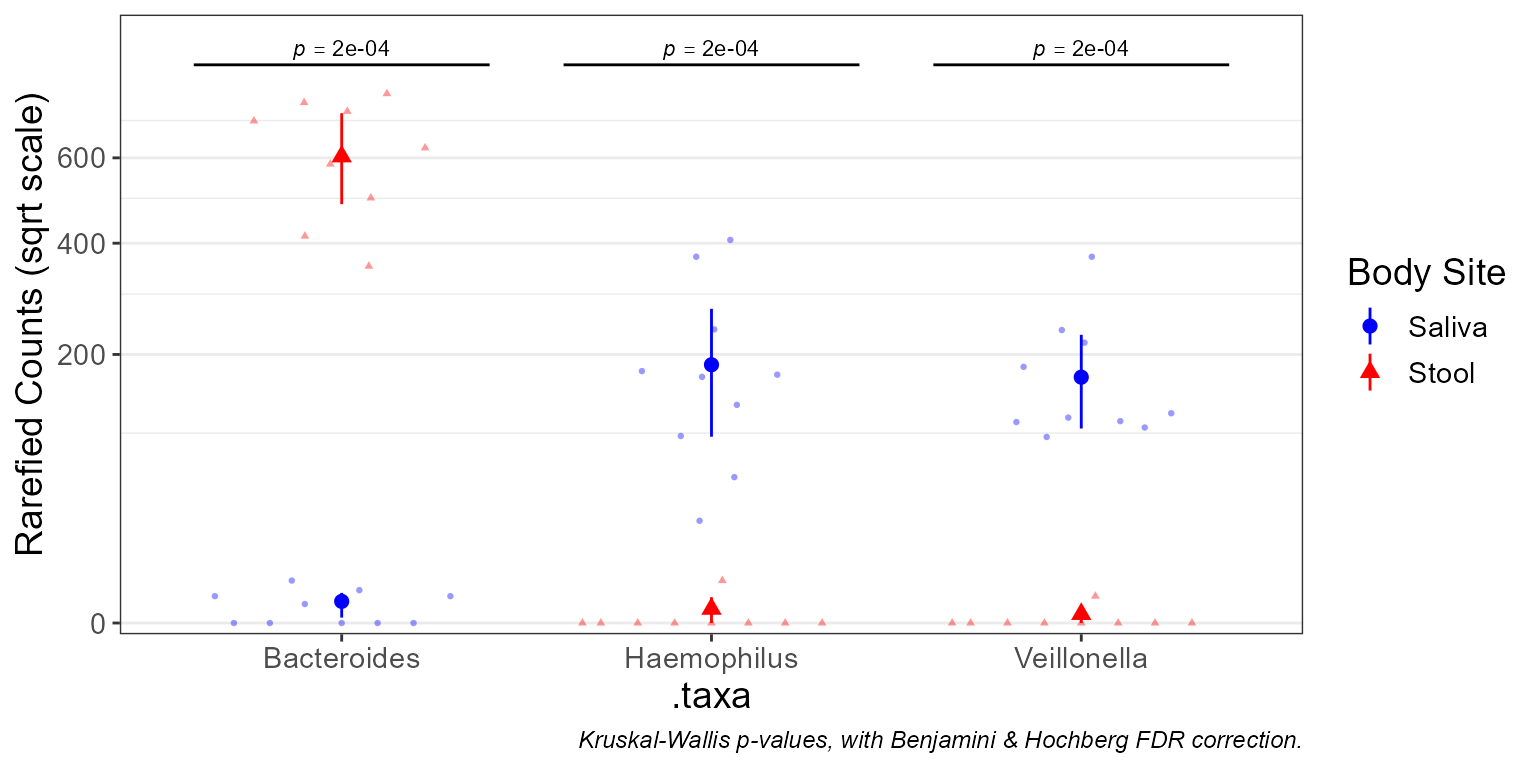 p = 2e-04 p = 2e-04 p = 2e-04
Rarefied Counts (sqrt scale)
600
400
200
0
Bacteroides Haemophilus Veillonella
.taxa
Kruskal-Wallis p-values, with Benjamini & Hochberg FDR correction.
Body Site
Saliva
Stool